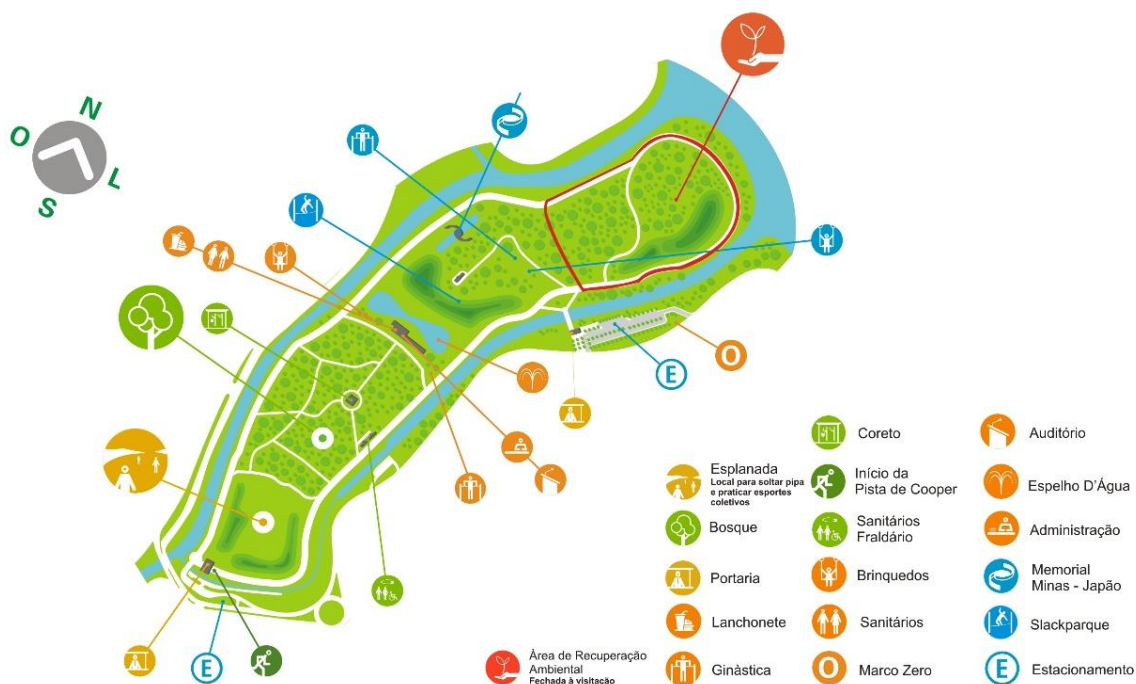 N
O
L
S
O
E
E
Esplanada
Local para soltar pipa
e praticar esportes
coletivos
Bosque
Portaria
Lanchonete
Ginàstica
Área de Recuperação
Ambiental
Fechada à visitação
Coreto
Início da
Pista de Cooper
Sanitários
Fraldário
Brinquedos
Sanitários
O
Marco Zero
Auditório
Espelho D'Água
Administração
Memorial
Minas - Japão
Slackparque
E
Estacionamento